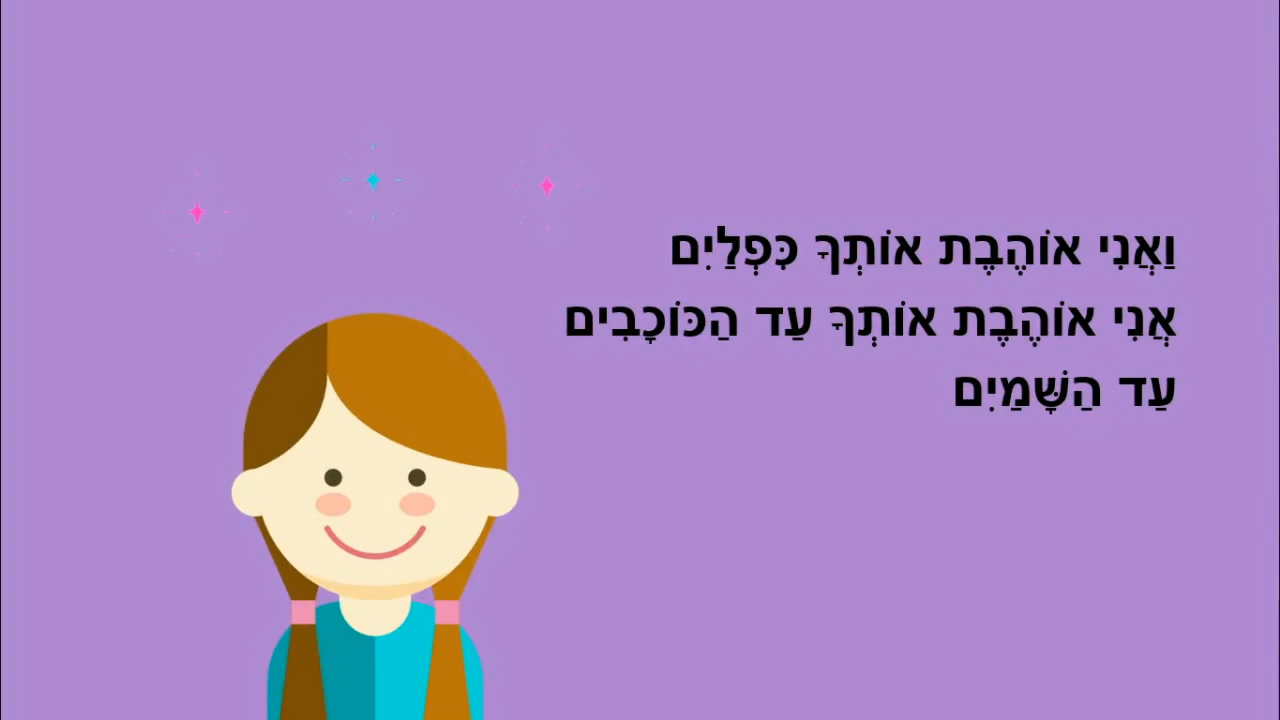 וַאֲנִי אוֹהֶבֶת אוֹתְךָ כִּפְלַיִם
אֲנִי אוֹהֶבֶת אוֹתְךָ עַד הַכּוֹכָבִים
עַד הַשָּׁמַיִם